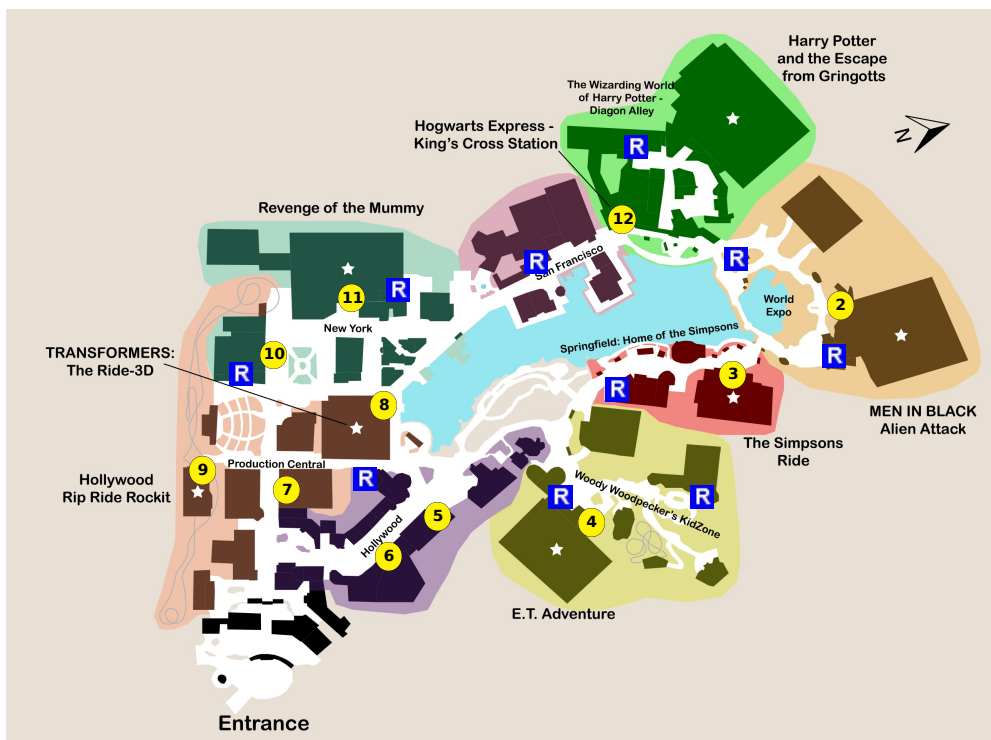 Harry Potter
and the Escape
from Gringotts
The Wizarding World
of Harry Potter -
Diagon Alley
Hogwarts Express -
King's Cross Station
N
R
12
Revenge of the Mummy
R
San Francisco
R
World
Expo
2
11
R
New York
Springfield: Home of the Simpsons
R
TRANSFORMERS:
The Ride-3D
10
R
3
R
8
MEN IN BLACK
Alien Attack
The Simpsons
Ride
Hollywood
Rip Ride Rockit
9
Production Central
7
R
Woody Woodpecker's KidZone
R
R
5
4
Hollywood
6
E.T. Adventure
Entrance